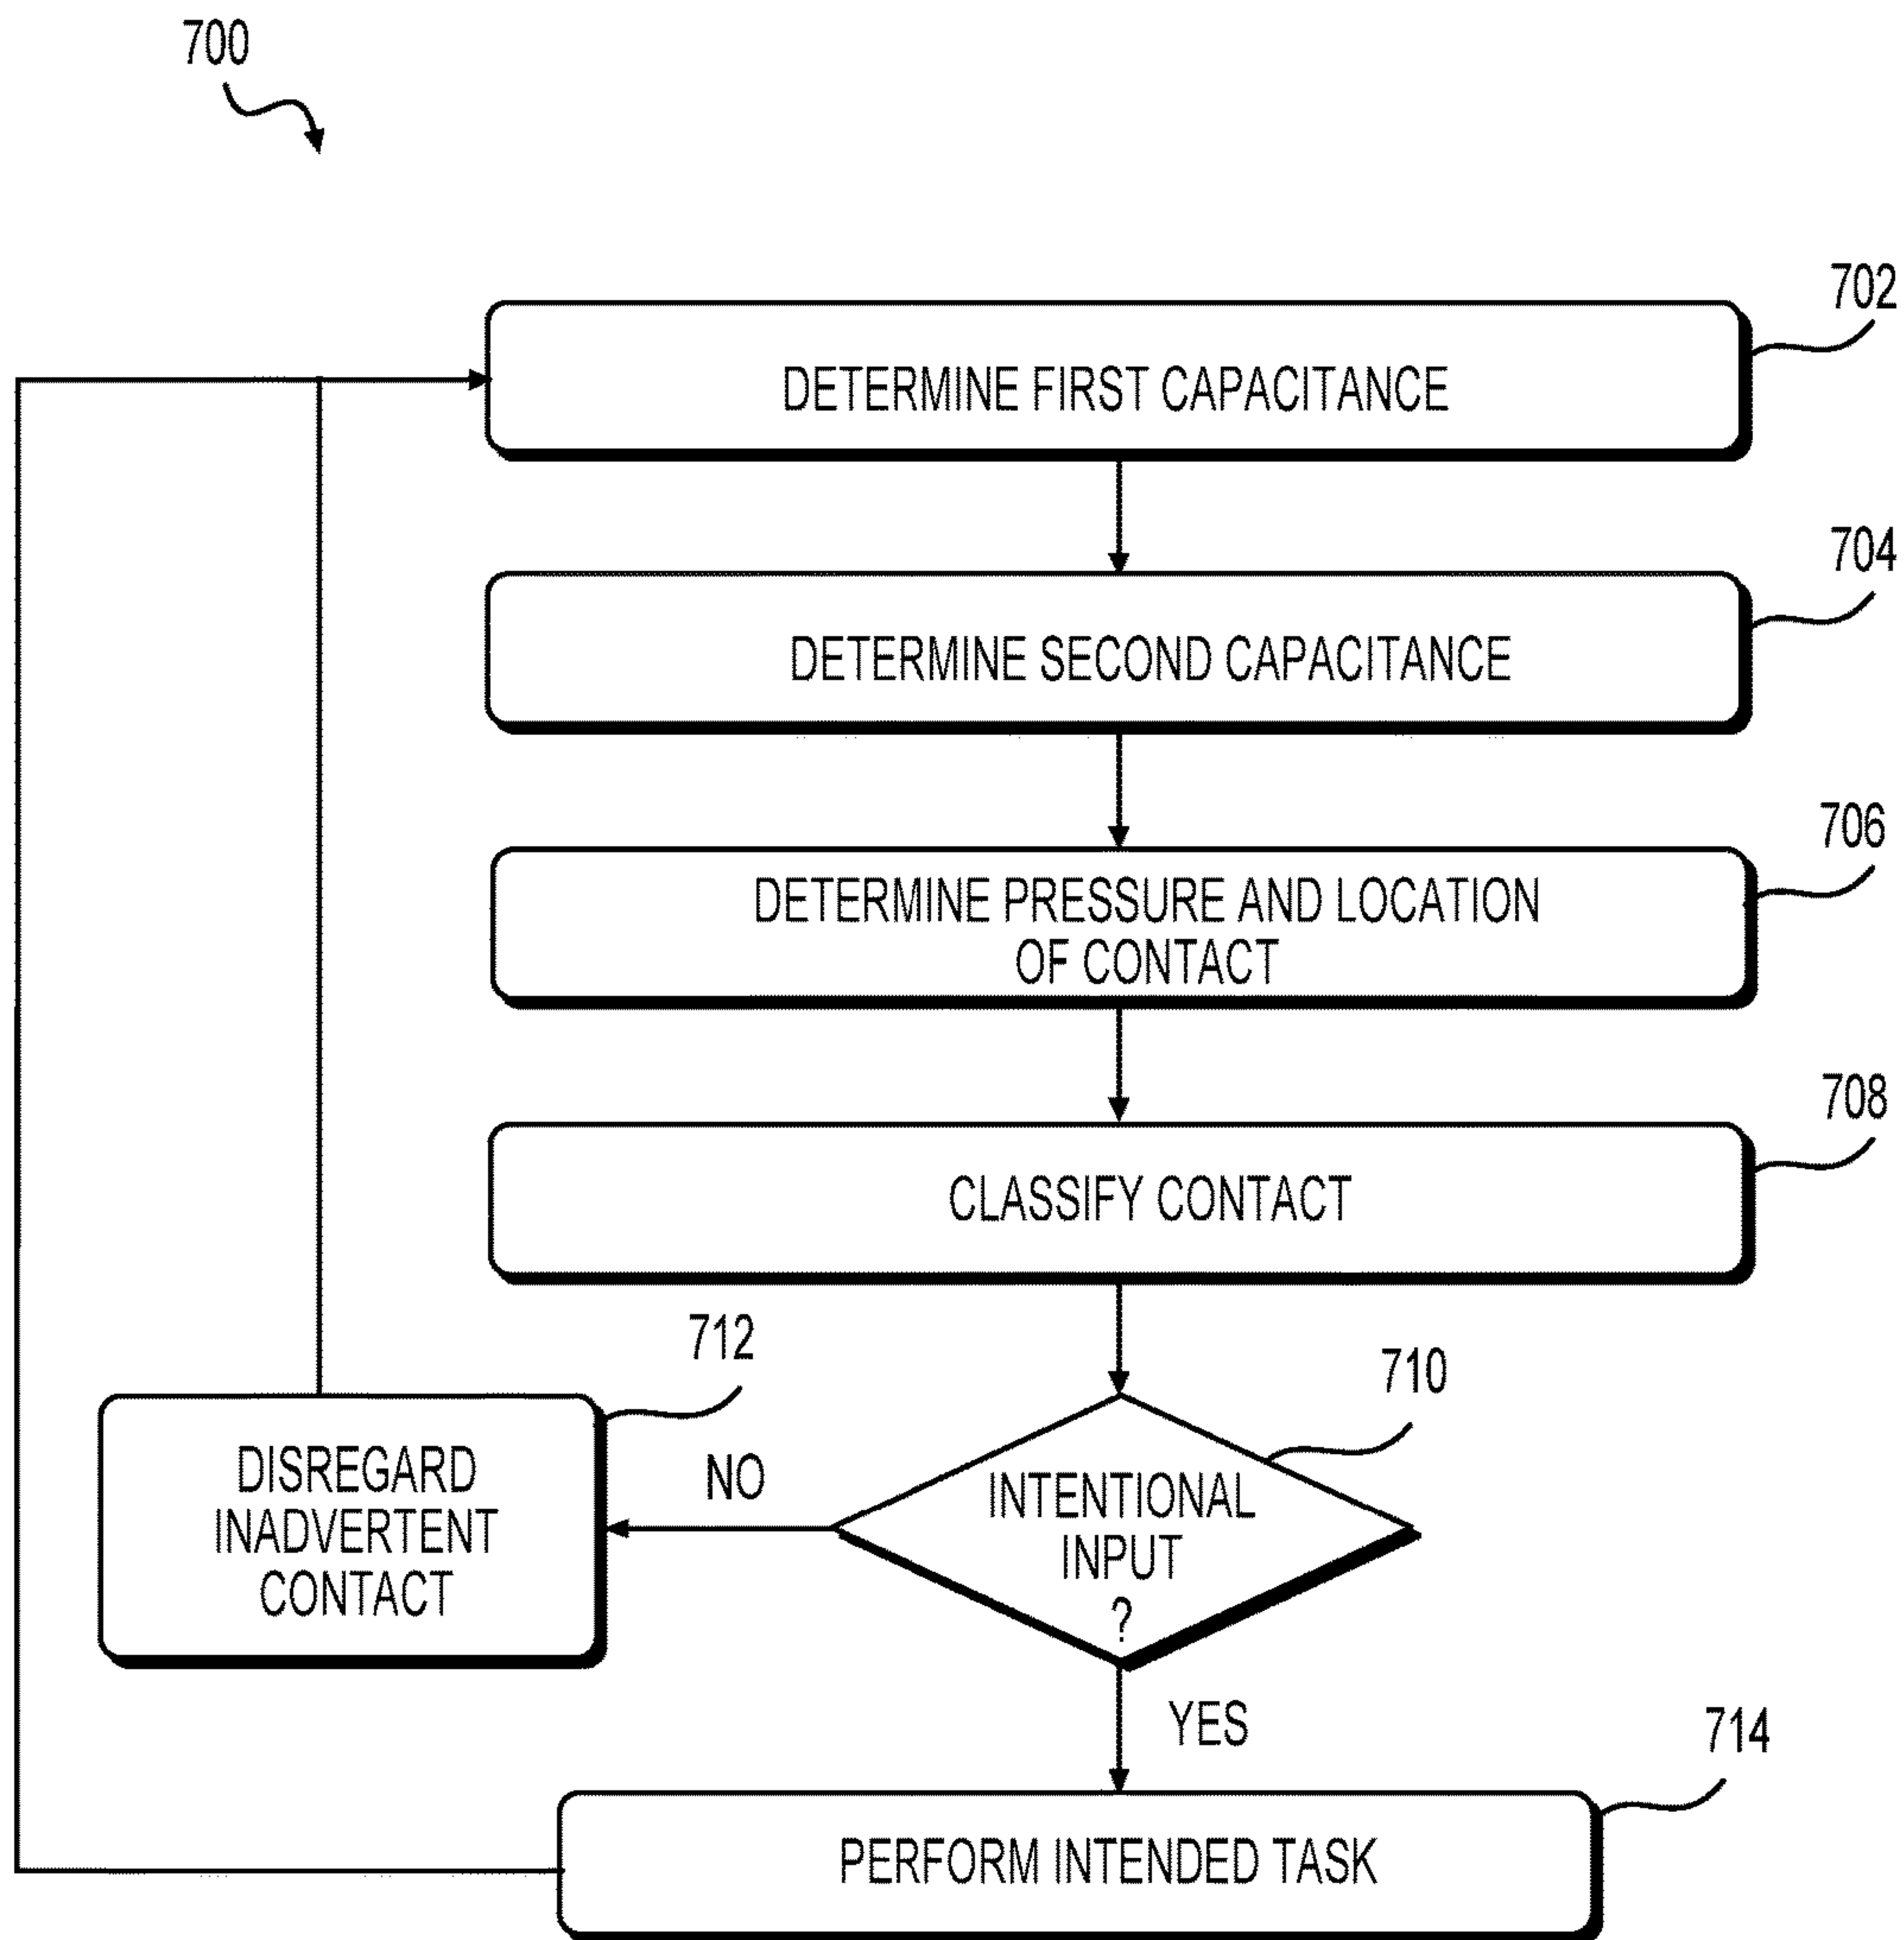 700
702
DETERMINE FIRST CAPACITANCE
704
DETERMINE SECOND CAPACITANCE
706
DETERMINE PRESSURE AND LOCATION
OF CONTACT
708
CLASSIFY CONTACT
712
710
DISREGARD
INADVERTENT
CONTACT
NO
INTENTIONAL
INPUT
?
YES
714
PERFORM INTENDED TASK